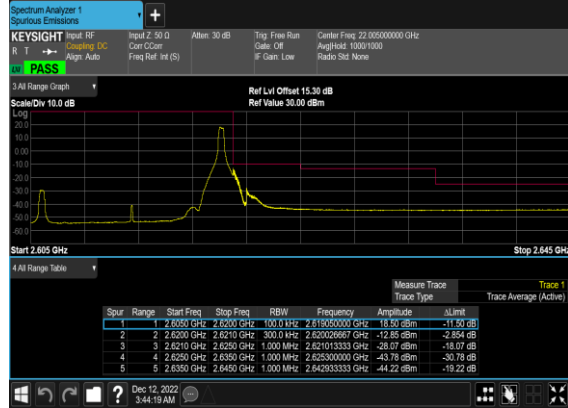 Spectrum Analyzer 1
Spurious Emissions
KEYSIGHT Input: RF Input Z: 50 Ω Atten: 30 dB Trig: Free Run Center Freq: 22.005000000 GHz
R T Coupling: DC Corr CCorr Gate: Off Avg|Hold: 1000/1000
Align: Auto Freq Ref: Int (S) IF Gain: Low Radio Std: None
PASS
3 All Range Graph
Ref Lvl Offset 15.30 dB
Scale/Div 10.0 dB Ref Value 30.00 dBm
Log
20.0
10.0
0.00
-10.0
-20.0
-30.0
-40.0
-50.0
-60.0
Start 2.605 GHz Stop 2.645 GHz
4 All Range Table
Measure Trace Trace 1
Trace Type Trace Average (Active)
Spur Range Start Freq Stop Freq RBW Frequency Amplitude ΔLimit
1 1 2.6050 GHz 2.6200 GHz 100.0 kHz 2.619050000 GHz 18.50 dBm -11.50 dB
2 2 2.6200 GHz 2.6210 GHz 300.0 kHz 2.620026667 GHz -12.85 dBm -2.854 dB
3 3 2.6210 GHz 2.6250 GHz 1.000 MHz 2.621013333 GHz -28.07 dBm -18.07 dB
4 4 2.6250 GHz 2.6350 GHz 1.000 MHz 2.625300000 GHz -43.78 dBm -30.78 dB
5 5 2.6350 GHz 2.6450 GHz 1.000 MHz 2.642933333 GHz -44.22 dBm -19.22 dB
Dec 12, 2022
3:44:19 AM